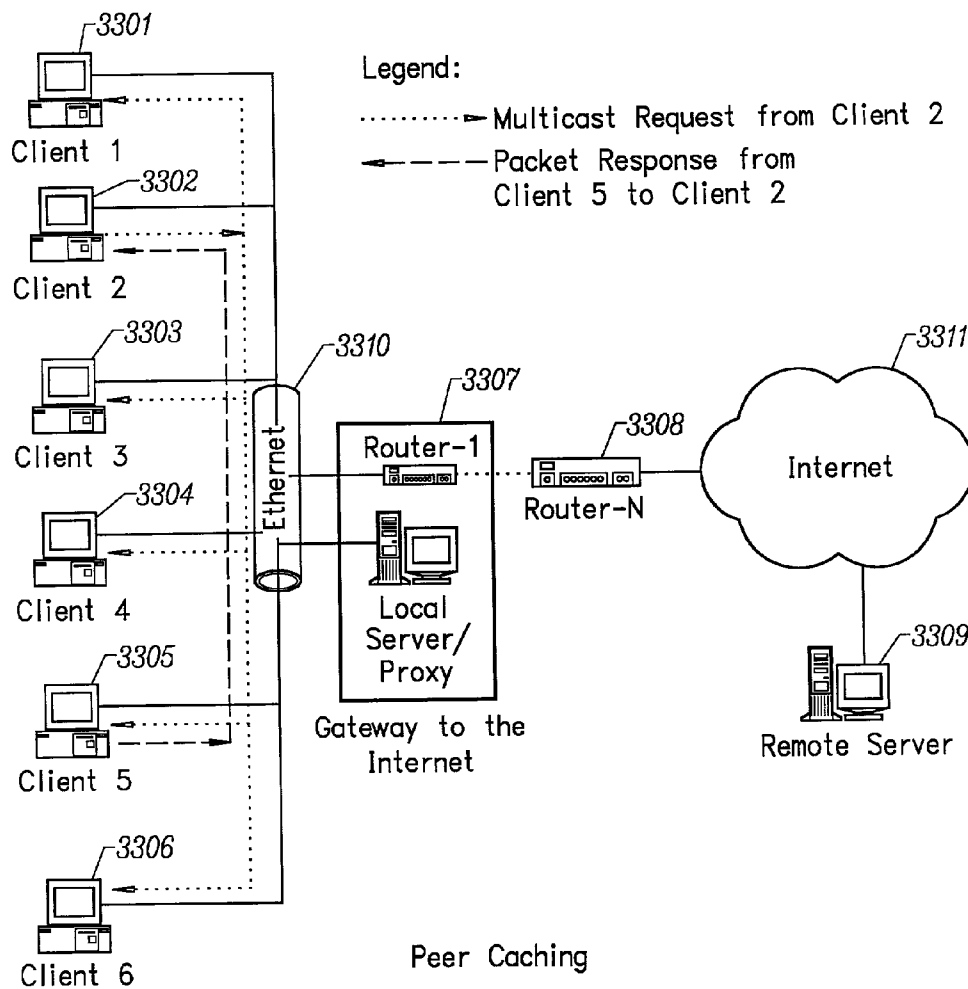 3301
Client 1
3302
Client 2
3303
Client 3
3304
Client 4
3305
Client 5
3306
Client 6
Legend:
Multicast Request from Client 2
Packet Response from
Client 5 to Client 2
3310
Ethernet
3307
Router-1
Local
Server/
Proxy
Gateway to the
Internet
3308
Router-N
3311
Internet
3309
Remote Server
Peer Caching